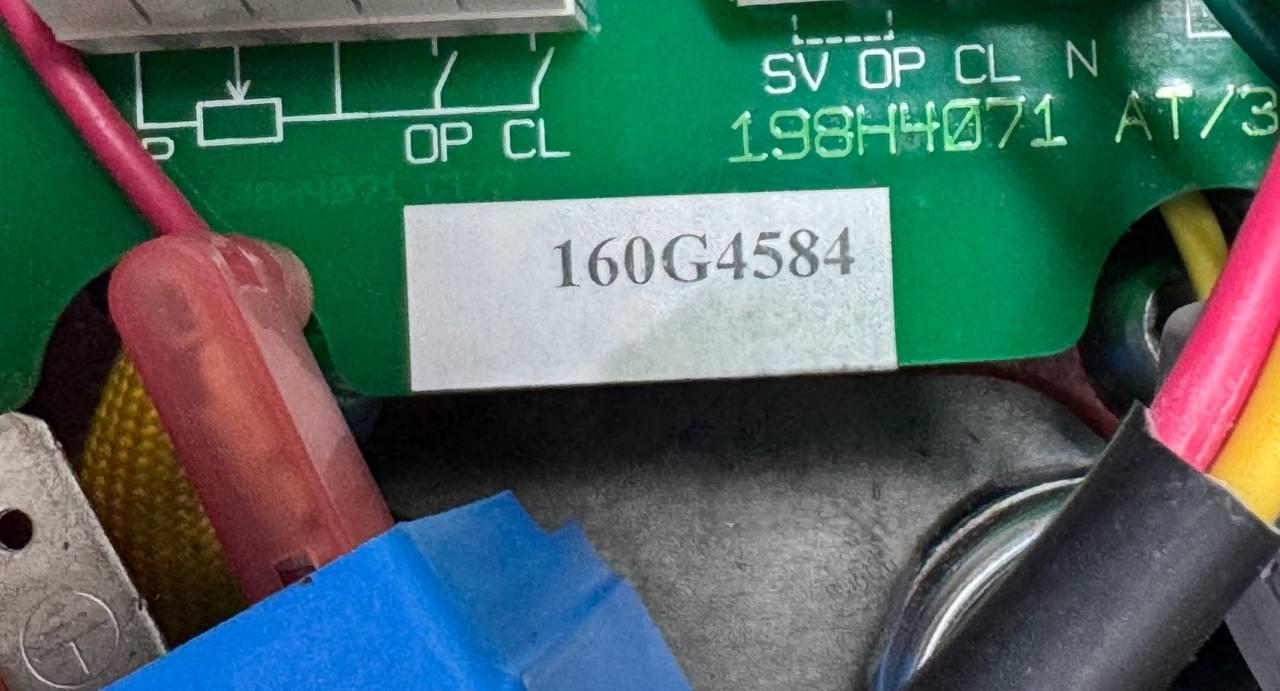 SV OP CL N
P OP CL
198H4071 AT/3
160G4584